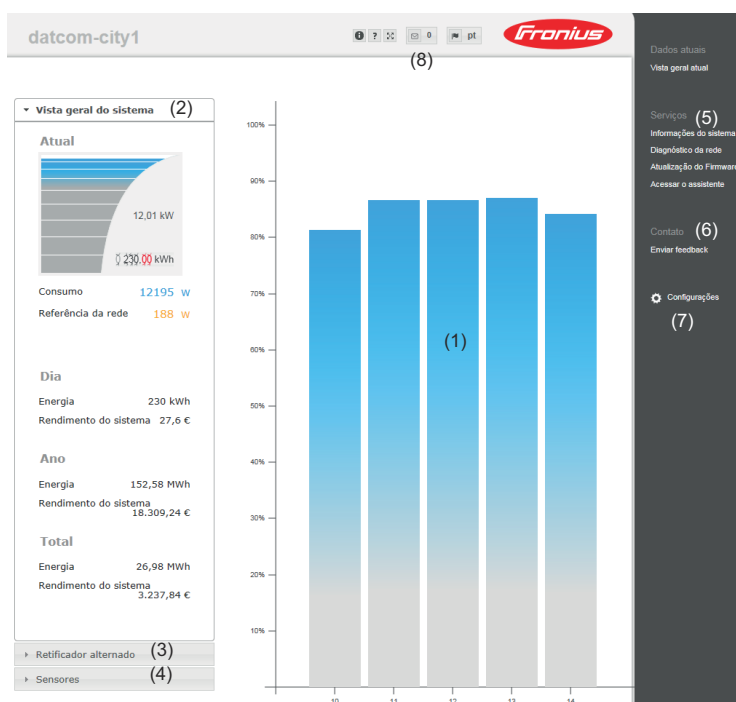 datcom-city1
i ? 0 pt
Fronius
(8)
Vista geral do sistema (2)
Atual
12,01 kW
0 230.00 kWh
Consumo 12195 W
Referência da rede 188 W
Dia
Energia 230 kWh
Rendimento do sistema 27,6 €
Ano
Energia 152,58 MWh
Rendimento do sistema
18.309,24 €
Total
Energia 26,98 MWh
Rendimento do sistema
3.237,84 €
Retificador alternado (3)
Sensores (4)
100%
90%
80%
70%
60%
50%
40%
30%
20%
10%
(1)
10 11 12 13 14
Dados atuais
Vista geral atual
Serviços (5)
Informações do sistema
Diagnóstico da rede
Atualização do Firmware
Acessar o assistente
Contato (6)
Enviar feedback
Configurações
(7)